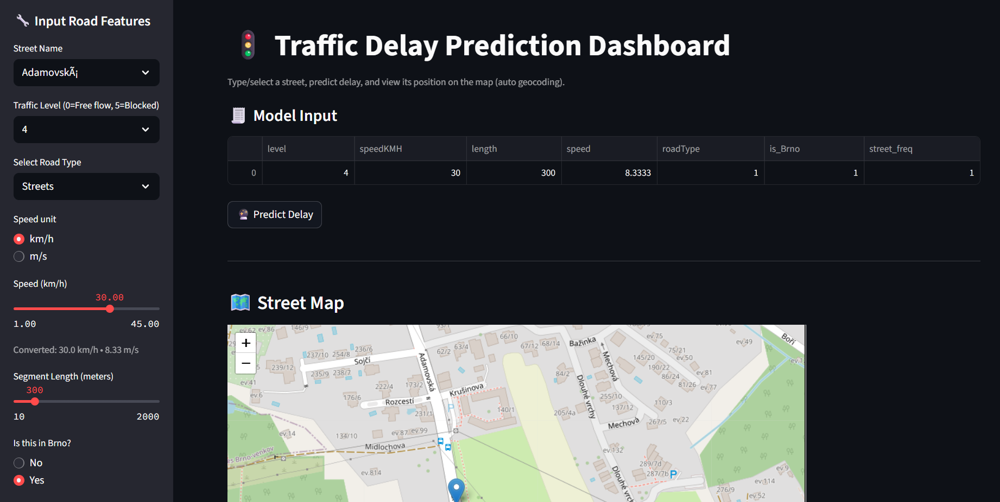 Input Road Features
Street Name
AdamovskÃ¡
Traffic Level (0=Free flow, 5=Blocked)
4
Select Road Type
Streets
Speed unit
km/h
m/s
Speed (km/h)
30.00
1.00 45.00
Converted: 30.0 km/h • 8.33 m/s
Segment Length (meters)
300
10 2000
Is this in Brno?
No
Yes
Traffic Delay Prediction Dashboard
Type/select a street, predict delay, and view its position on the map (auto geocoding).
Model Input
level speedKMH length speed roadType is_Brno street_freq
0 4 30 300 8.3333 1 1 1
Predict Delay
Street Map
+
−
ev.62 ev.86
146/9
93/1
66/10
67/12 68/14
Bažinka
ev.75
ev.49
Boří
237/10 254/8 236/6
Sojčí
62/2
63/4
75/21
145/20
ev.50
239/12
235/9 238/7
Adamovská
Mechová
190/22
86/24
ev.81
81/26
ev.77
84/2
ev.41
ev.6
222/4
173/2
Krušinova
Dlouhé vrchy
176/6
Rozcestí
P
255/10
110/3
137/12
231/1
140/1
205/4a
Mechová
267/5
ev.22
ev.14
134/10
ev.87 ev.99
Midlochova
ev.132
es Brno-venkov
ev.814
289/7d
287/7b
P
ev.9
ev.114
Dlouhé vrc
276/9
ev.52